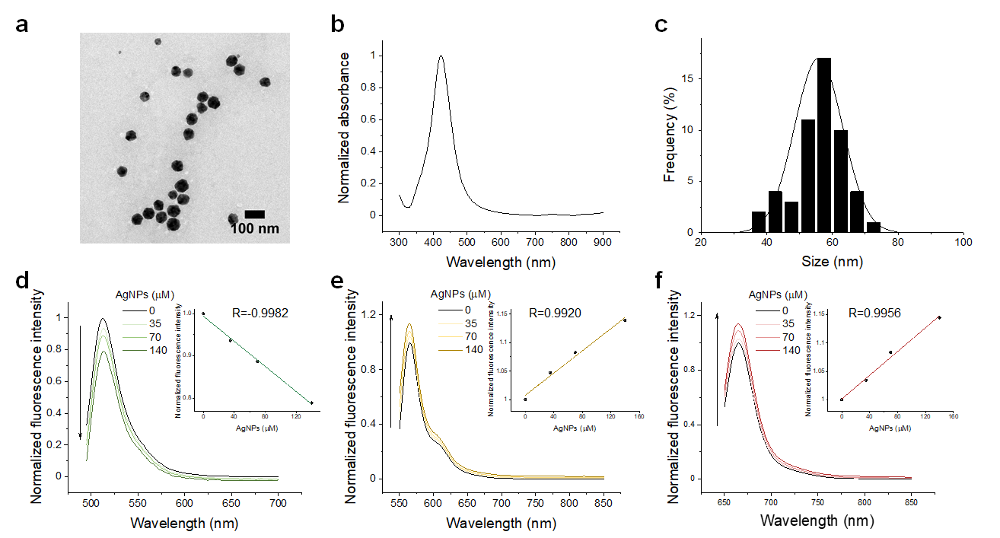 a
100 nm
b
Normalized absorbance
1
0.8
0.6
0.4
0.2
0
300 400 500 600 700 800 900
Wavelength (nm)
c
Frequency (%)
15
10
5
0
20 40 60 80 100
Size (nm)
d
Normalized fluorescence intensity
1
0.8
0.6
0.4
0.2
0
500 550 600 650 700
Wavelength (nm)
AgNPs (μM)
0
35
70
140
R=-0.9982
Normalized fluorescence intensity
1.0
0.9
0.8
0 40 80 120
AgNPs (μM)
e
Normalized fluorescence intensity
1.2
0.8
0.4
0
550 600 650 700 750 800 850
Wavelength (nm)
AgNPs (μM)
0
35
70
140
R=0.9920
Normalized fluorescence intensity
1.15
1.1
1.05
1
0 40 80 120 160
AgNPs (μM)
f
Normalized fluorescence intensity
1.2
0.8
0.4
0
650 700 750 800 850
Wavelength (nm)
AgNPs (μM)
0
35
70
140
R=0.9956
Normalized fluorescence intensity
1.15
1.1
1.05
1
0 40 80 120 160
AgNPs (μM)